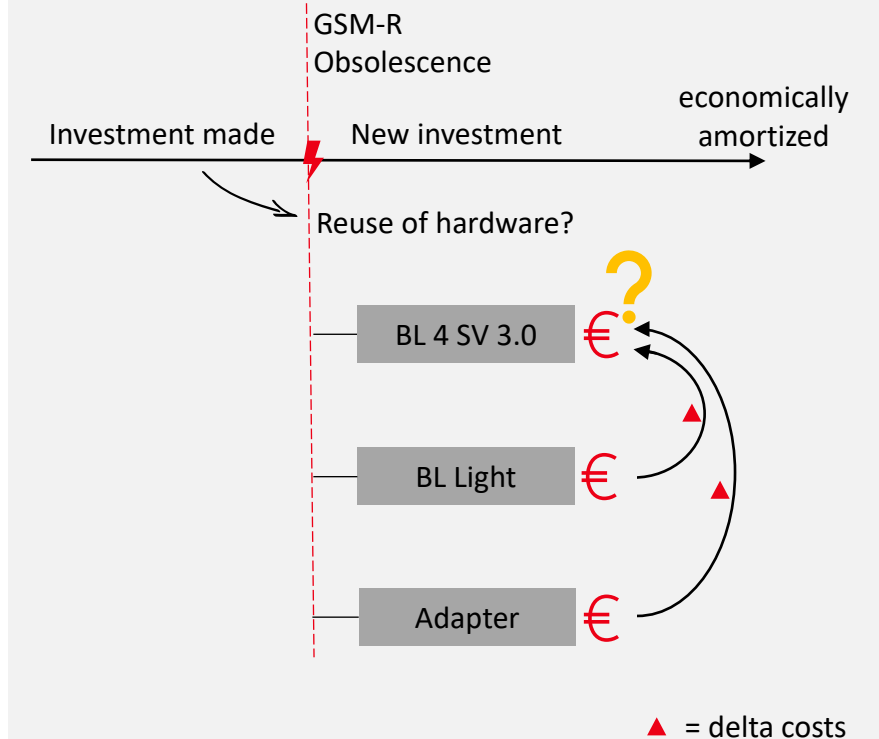 GSM-R
Obsolescence
economically
amortized
Investment made
New investment
Reuse of hardware?
?
BL 4 SV 3.0 €
BL Light €
Adapter €
▲ = delta costs